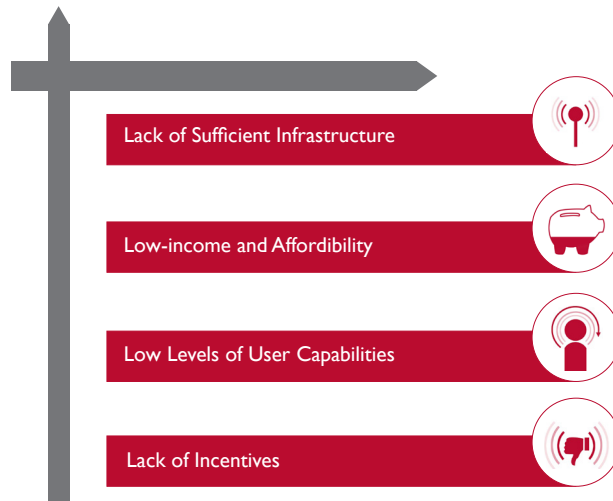 Lack of Sufficient Infrastructure
Low-income and Affordibility
Low Levels of User Capabilities
Lack of Incentives